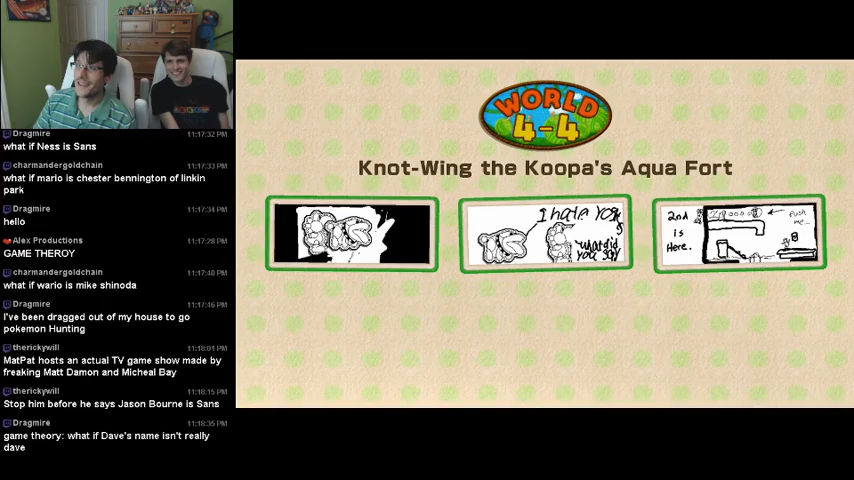 Dragmire 11:17:32 PM
what if Ness is Sans
charmandergoldchain 11:17:33 PM
what if mario is chester bennington of linkin
park
Dragmire 11:17:34 PM
hello
Alex Productions 11:17:28 PM
GAME THEROY
charmandergoldchain 11:17:40 PM
what if wario is mike shinoda
Dragmire 11:17:46 PM
I've been dragged out of my house to go
pokemon Hunting
therickywill 11:18:01 PM
MatPat hosts an actual TV game show made by
freaking Matt Damon and Micheal Bay
therickywill 11:18:15 PM
Stop him before he says Jason Bourne is Sans
Dragmire 11:18:35 PM
game theory: what if Dave's name isn't really
dave
WORLD
4-4
Knot-Wing the Koopa's Aqua Fort
I hate
what did
you say
2nd
is
Here.
Push
me...